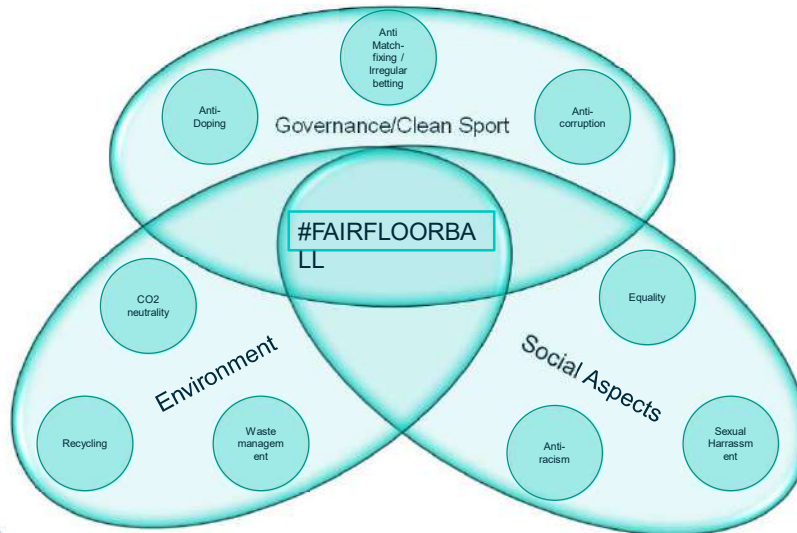 Anti
Match-
fixing /
Irregular
betting
Anti-
Doping
Anti-
corruption
Governance/Clean Sport
#FAIRFLOORBA
LL
CO2
neutrality
Equality
Environment
Social Aspects
Recycling
Waste
managem
ent
Anti-
racism
Sexual
Harrassm
ent